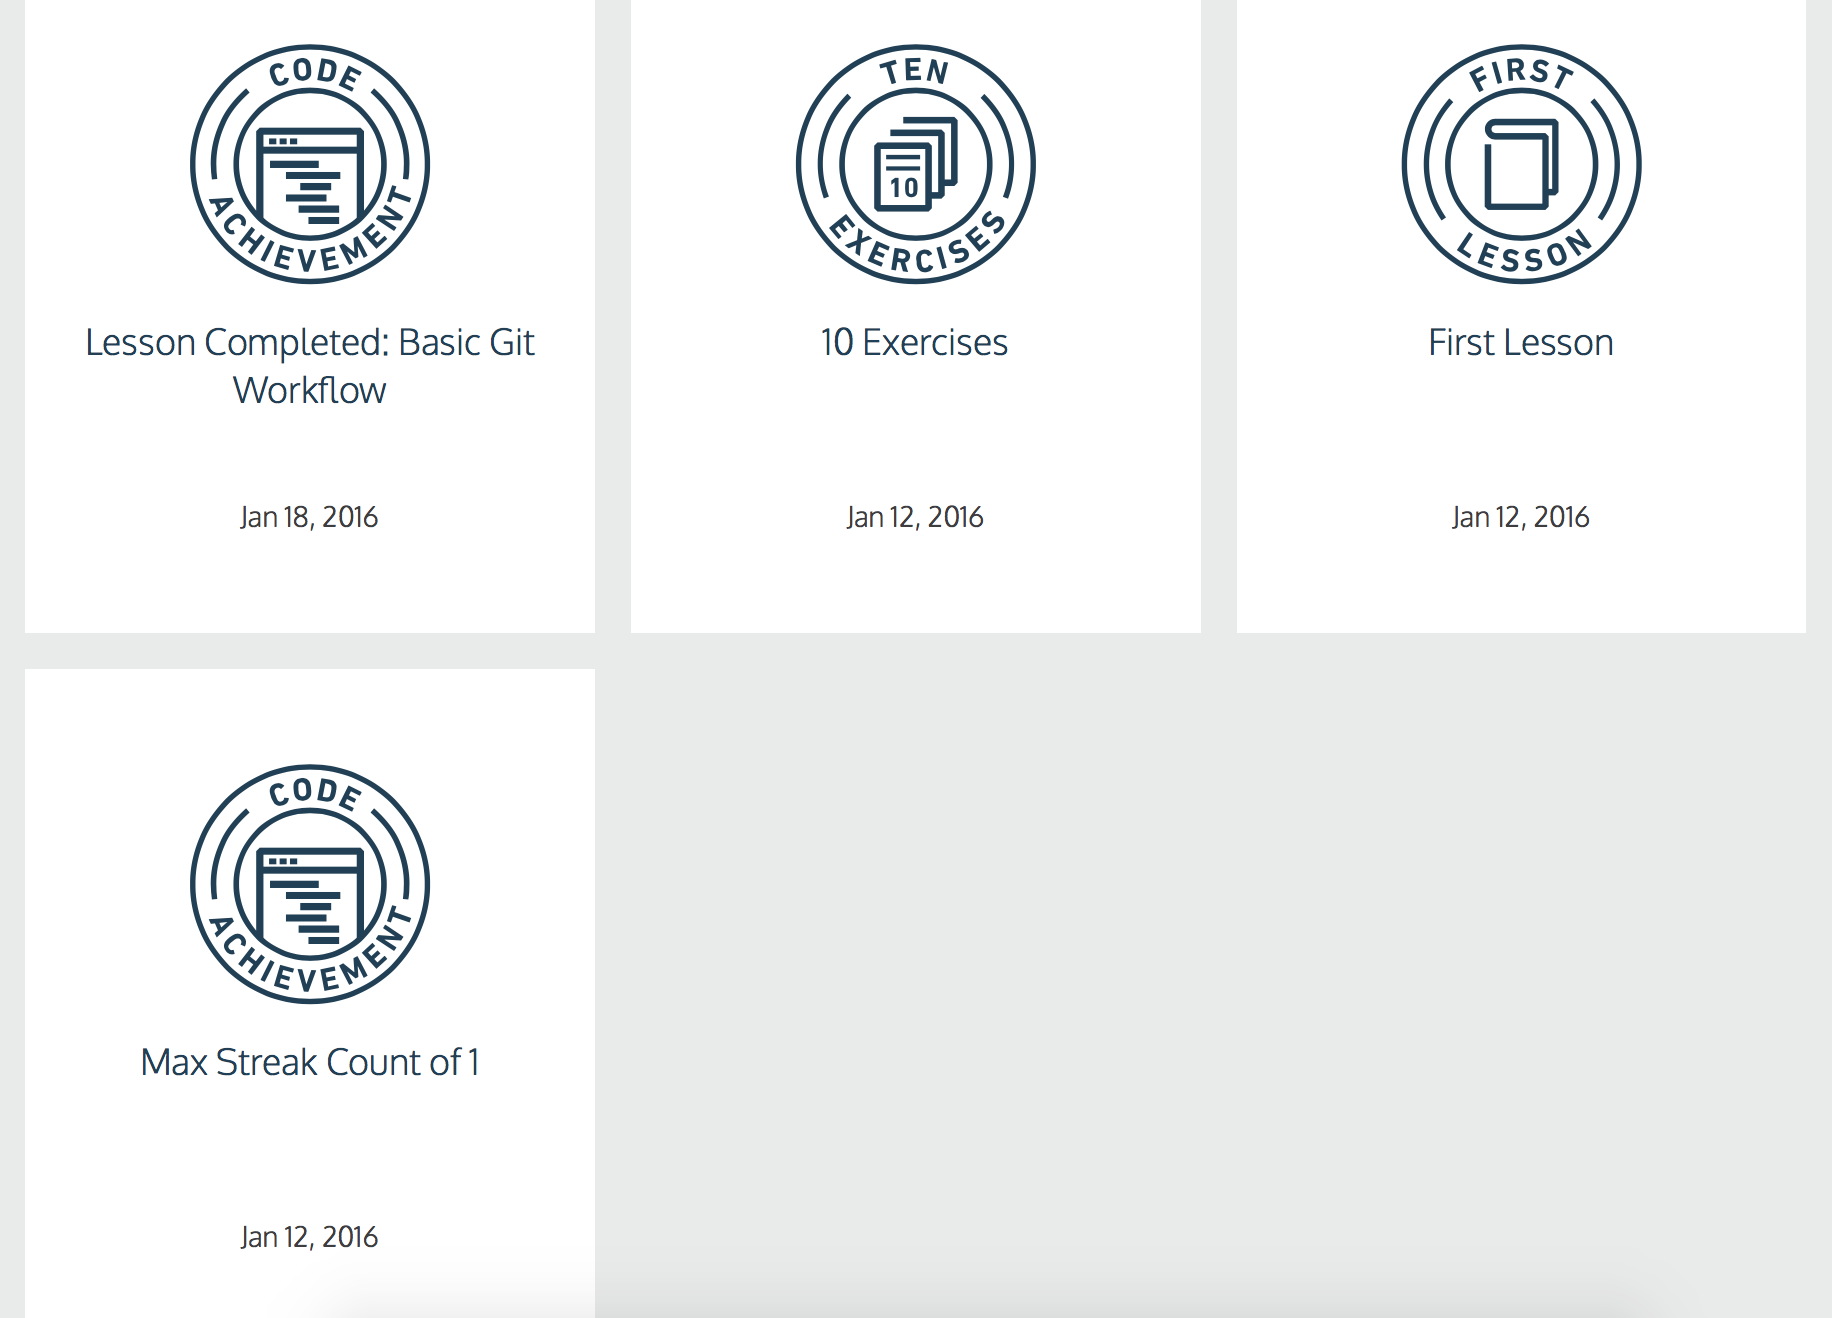 CODE
ACHIEVEMENT
Lesson Completed: Basic Git
Workflow
Jan 18, 2016
TEN
10
EXERCISES
10 Exercises
Jan 12, 2016
FIRST
LESSON
First Lesson
Jan 12, 2016
CODE
ACHIEVEMENT
Max Streak Count of 1
Jan 12, 2016